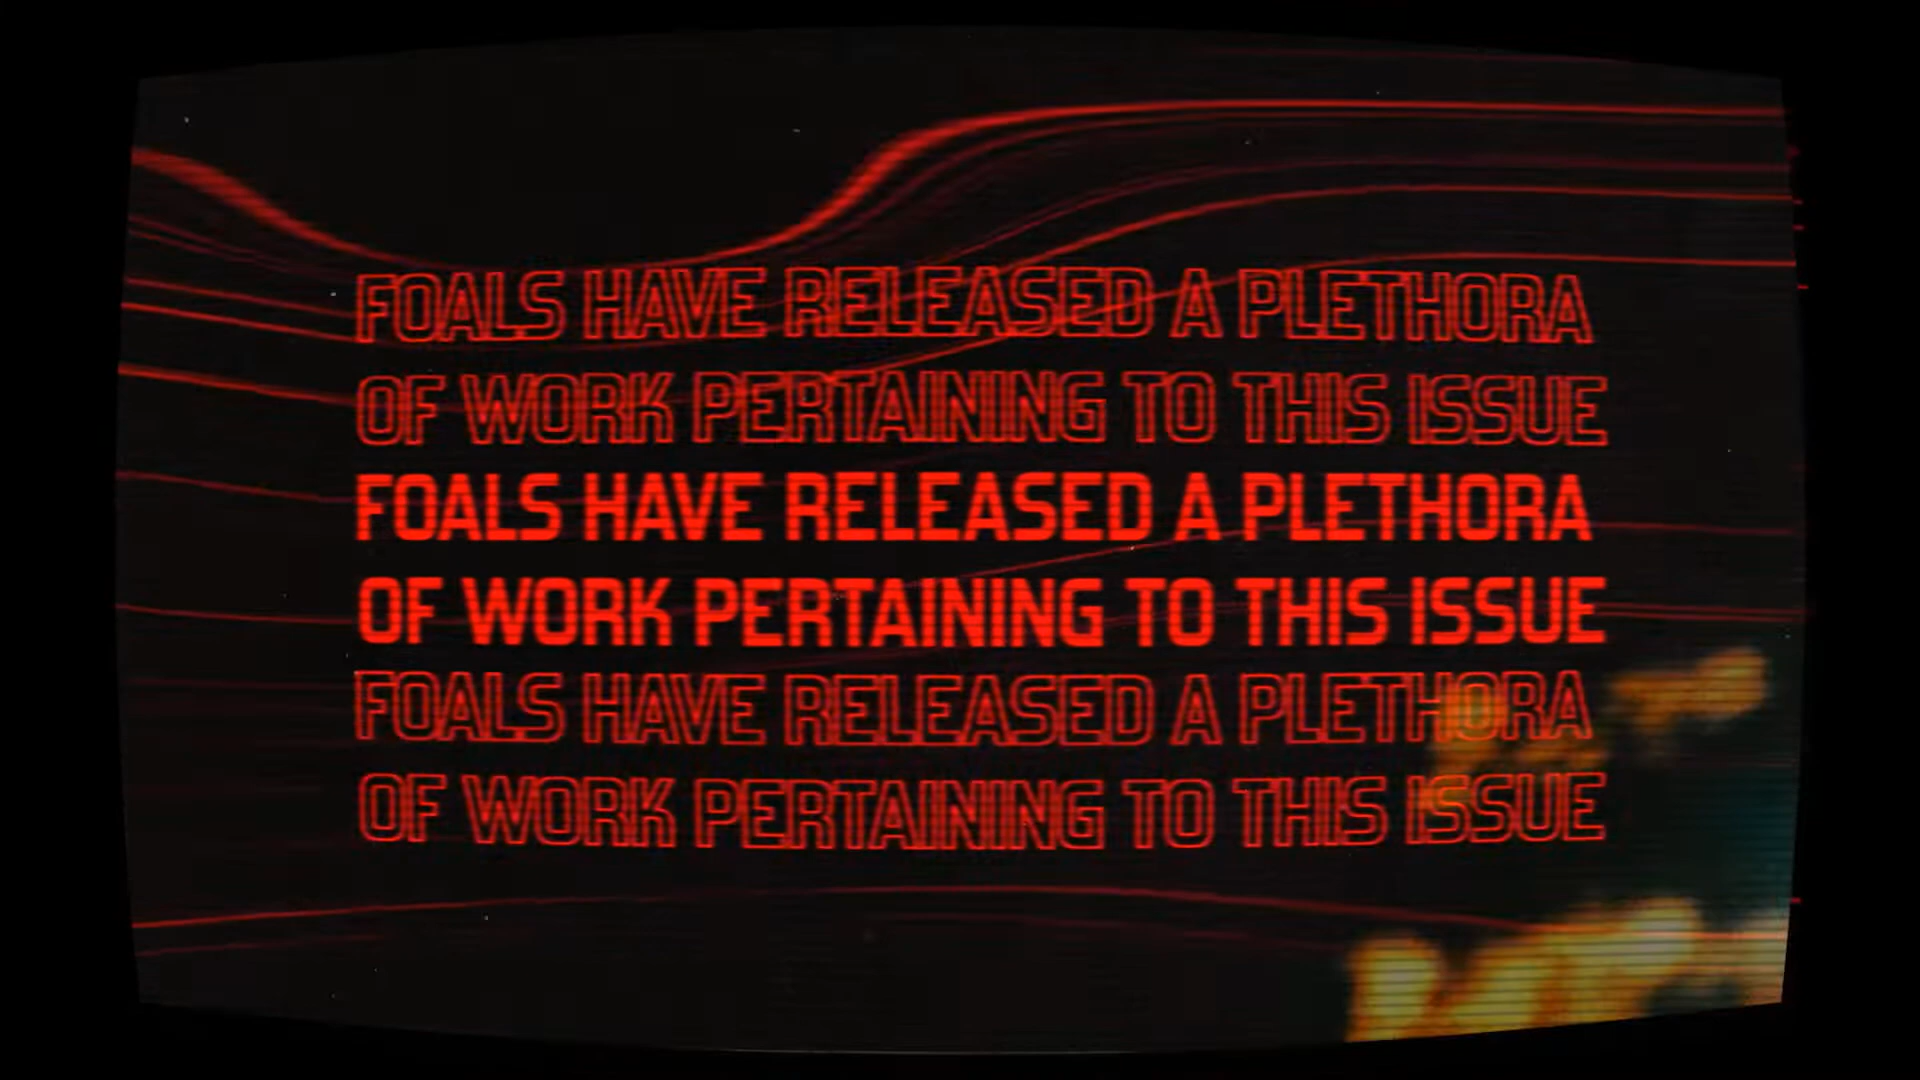 FOALS HAVE RELEASED A PLETHORA
OF WORK PERTAINING TO THIS ISSUE
FOALS HAVE RELEASED A PLETHORA
OF WORK PERTAINING TO THIS ISSUE
FOALS HAVE RELEASED A PLETHORA
OF WORK PERTAINING TO THIS ISSUE